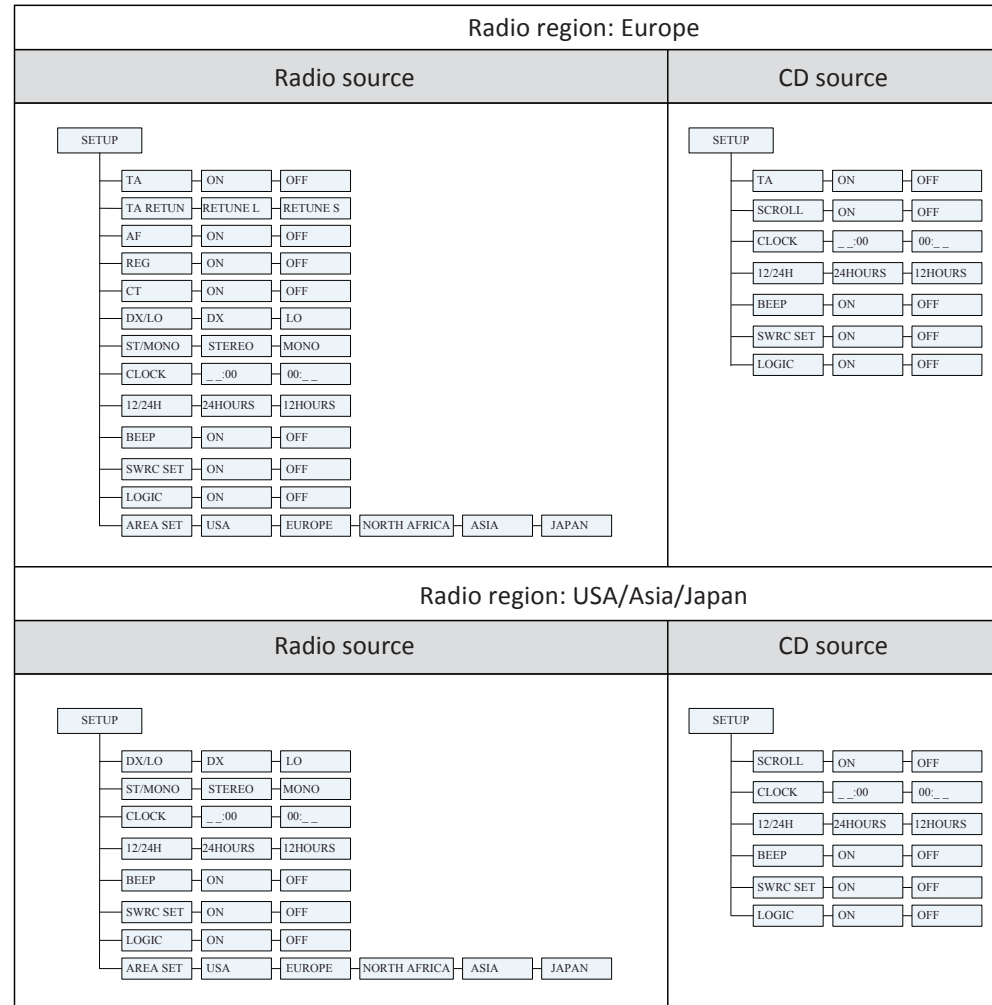 Radio region: Europe
Radio source
CD source
SETUP
TA ON OFF
TA RETUN RETUNE L RETUNE S
AF ON OFF
REG ON OFF
CT ON OFF
DX/LO DX LO
ST/MONO STEREO MONO
CLOCK _ _:00 00:_ _
12/24H 24HOURS 12HOURS
BEEP ON OFF
SWRC SET ON OFF
LOGIC ON OFF
AREA SET USA EUROPE NORTH AFRICA ASIA JAPAN
SETUP
TA ON OFF
SCROLL ON OFF
CLOCK _ _:00 00:_ _
12/24H 24HOURS 12HOURS
BEEP ON OFF
SWRC SET ON OFF
LOGIC ON OFF
Radio region: USA/Asia/Japan
Radio source
CD source
SETUP
DX/LO DX LO
ST/MONO STEREO MONO
CLOCK _ _:00 00:_ _
12/24H 24HOURS 12HOURS
BEEP ON OFF
SWRC SET ON OFF
LOGIC ON OFF
AREA SET USA EUROPE NORTH AFRICA ASIA JAPAN
SETUP
SCROLL ON OFF
CLOCK _ _:00 00:_ _
12/24H 24HOURS 12HOURS
BEEP ON OFF
SWRC SET ON OFF
LOGIC ON OFF